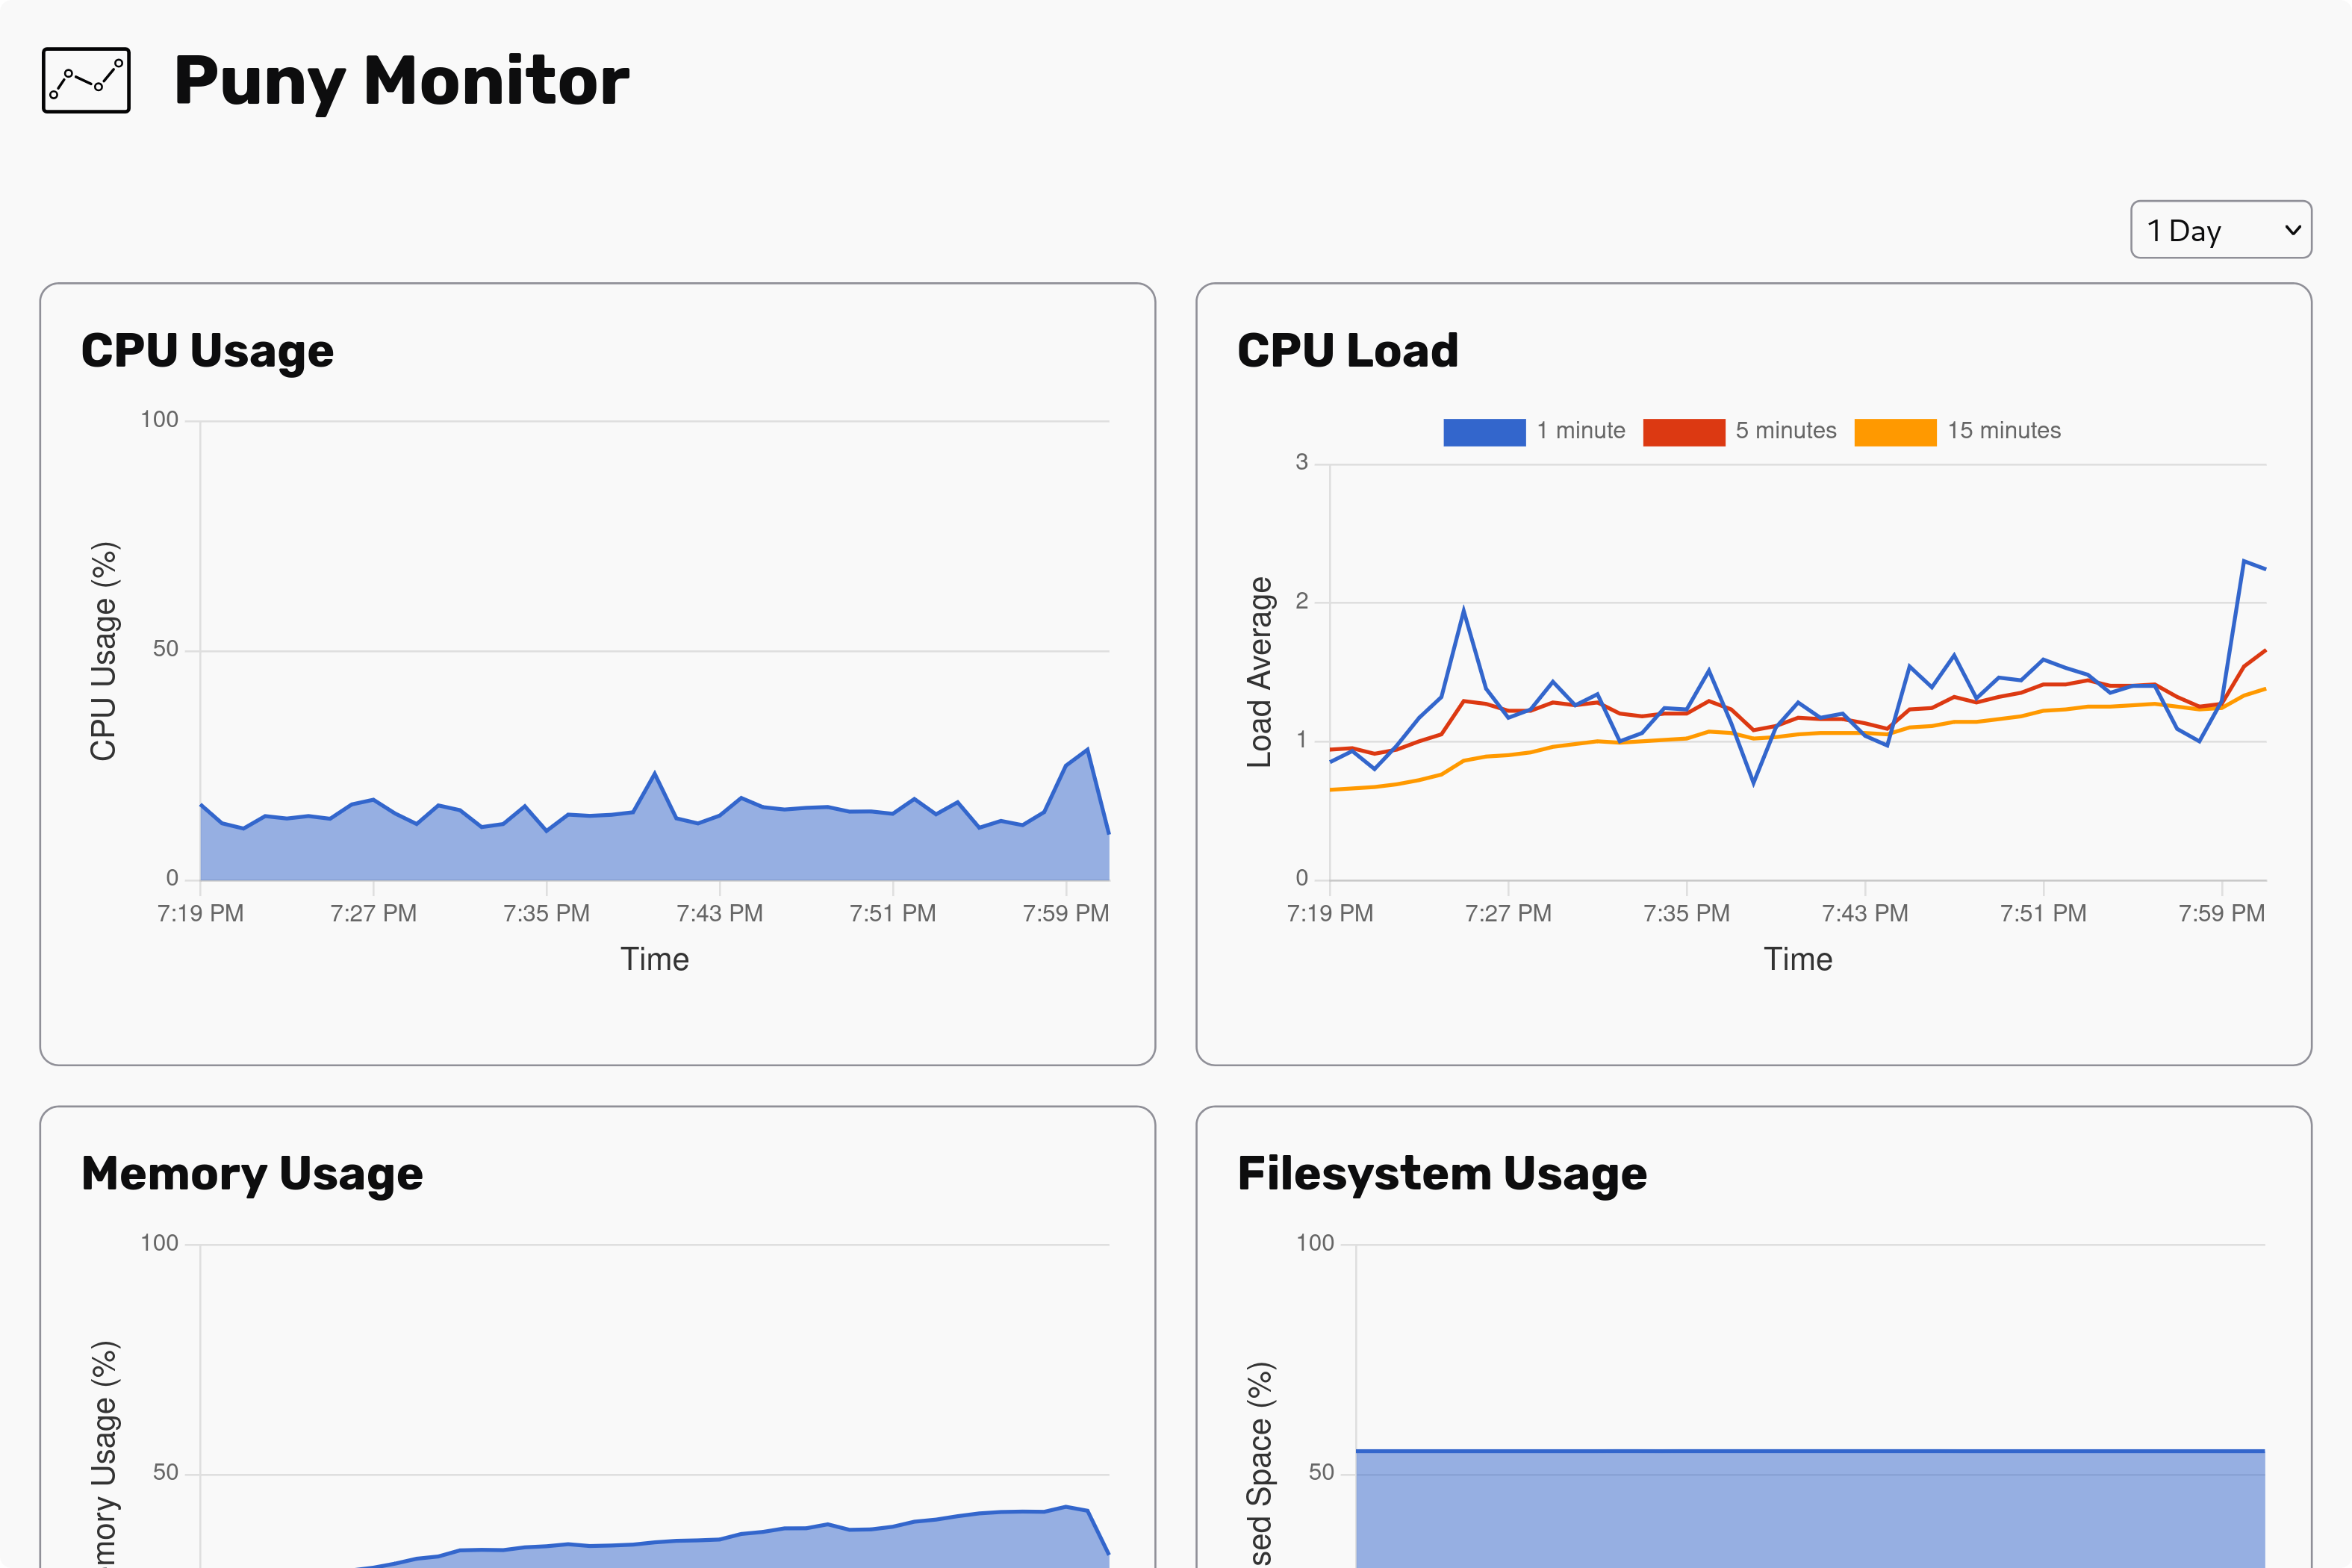 Puny Monitor
1 Day
CPU Usage
100
50
0
CPU Usage (%)
7:19 PM 7:27 PM 7:35 PM 7:43 PM 7:51 PM 7:59 PM
Time
CPU Load
1 minute 5 minutes 15 minutes
3
2
1
0
Load Average
7:19 PM 7:27 PM 7:35 PM 7:43 PM 7:51 PM 7:59 PM
Time
Memory Usage
100
50
emory Usage (%)
Filesystem Usage
100
50
sed Space (%)